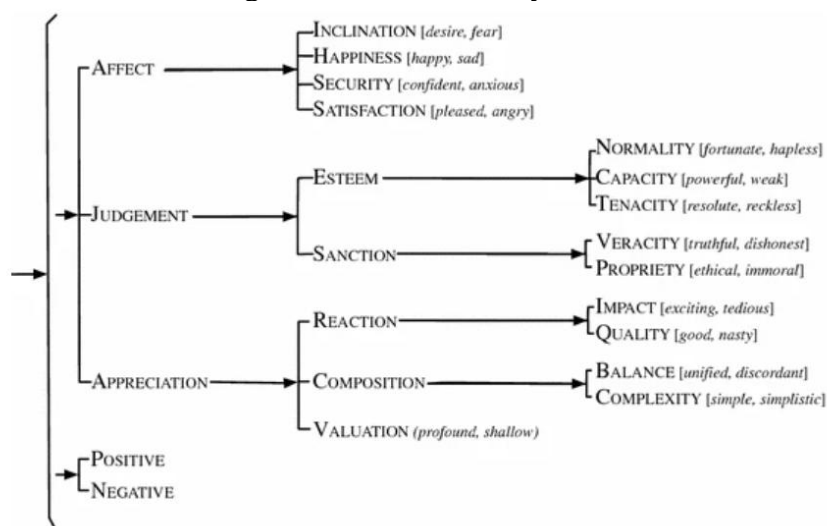 INCLINATION [desire, fear]
HAPPINESS [happy, sad]
AFFECT
SECURITY [confident, anxious]
SATISFACTION [pleased, angry]
NORMALITY [fortunate, hapless]
ESTEEM
CAPACITY [powerful, weak]
TENACITY [resolute, reckless]
JUDGEMENT
VERACITY [truthful, dishonest]
SANCTION
PROPRIETY [ethical, immoral]
IMPACT [exciting, tedious]
REACTION
QUALITY [good, nasty]
BALANCE [unified, discordant]
APPRECIATION
COMPOSITION
COMPLEXITY [simple, simplistic]
VALUATION (profound, shallow)
POSITIVE
NEGATIVE